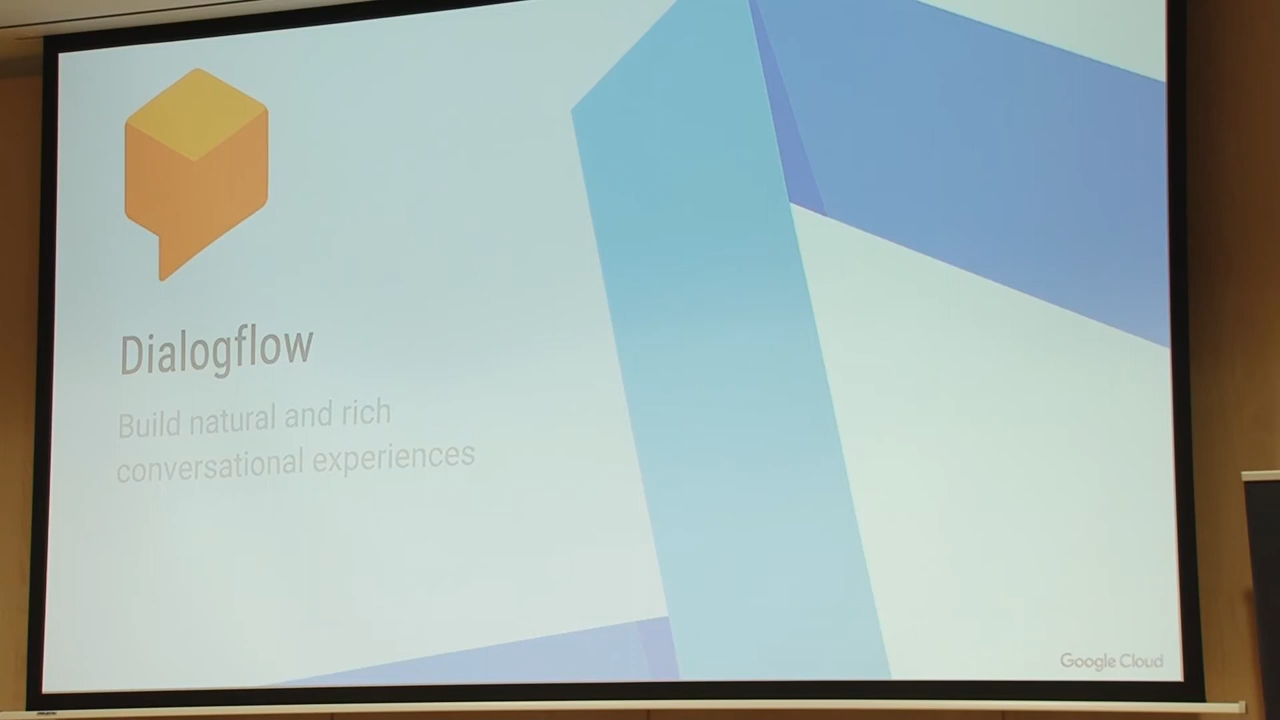 Dialogflow
Build natural and rich
conversational experiences
Google Cloud